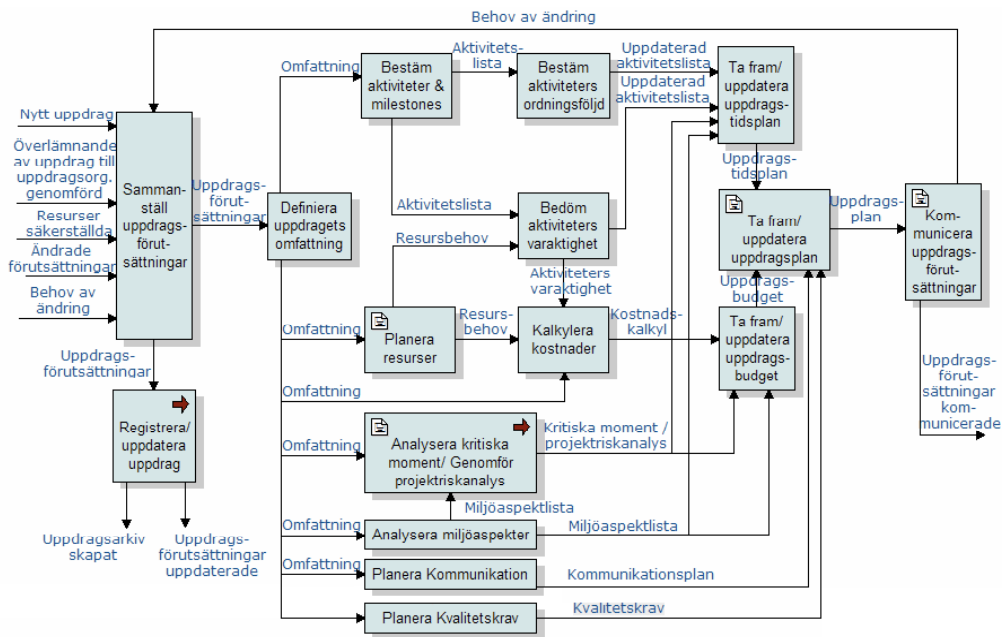 Behov av ändring
Omfattning
Bestäm
aktiviteter &
milestones
Aktivitets-
lista
Bestäm
aktiviteters
ordningsföljd
Uppdaterad
aktivitetslista
Uppdaterad
aktivitetslista
Ta fram/
uppdatera
uppdrags-
tidsplan
Nytt uppdrag
Överlämnande
av uppdrag till
uppdragsorg.
genomförd
Resurser
säkerställda
Ändrade
förutsättningar
Behov av
ändring
Samman-
ställ
uppdrags-
förut-
sättningar
Uppdrags-
förut-
sättningar
Definiera
uppdragets
omfattning
Aktivitetslista
Resursbehov
Bedöm
aktiviteters
varaktighet
Aktiviteters
varaktighet
Uppdrags-
tidsplan
Ta fram/
uppdatera
uppdragsplan
Uppdrags-
plan
Kom-
municera
uppdrags-
förut-
sättningar
Uppdrags-
budget
Omfattning
Planera
resurser
Resurs-
behov
Kalkylera
kostnader
Kostnads-
kalkyl
Ta fram/
uppdatera
uppdrags-
budget
Uppdrags-
förutsättningar
Uppdrags-
förut-
sättningar
kom-
municerade
Omfattning
Registrera/
uppdatera
uppdrag
Omfattning
Analysera kritiska
moment/ Genomför
projektriskanalys
Kritiska moment /
projektriskanalys
Miljöaspektlista
Omfattning
Analysera miljöaspekter
Miljöaspektlista
Uppdragsarkiv
skapat
Uppdrags-
förutsättningar
uppdaterade
Omfattning
Planera Kommunikation
Kommunikationsplan
Planera Kvalitetskrav
Kvalitetskrav